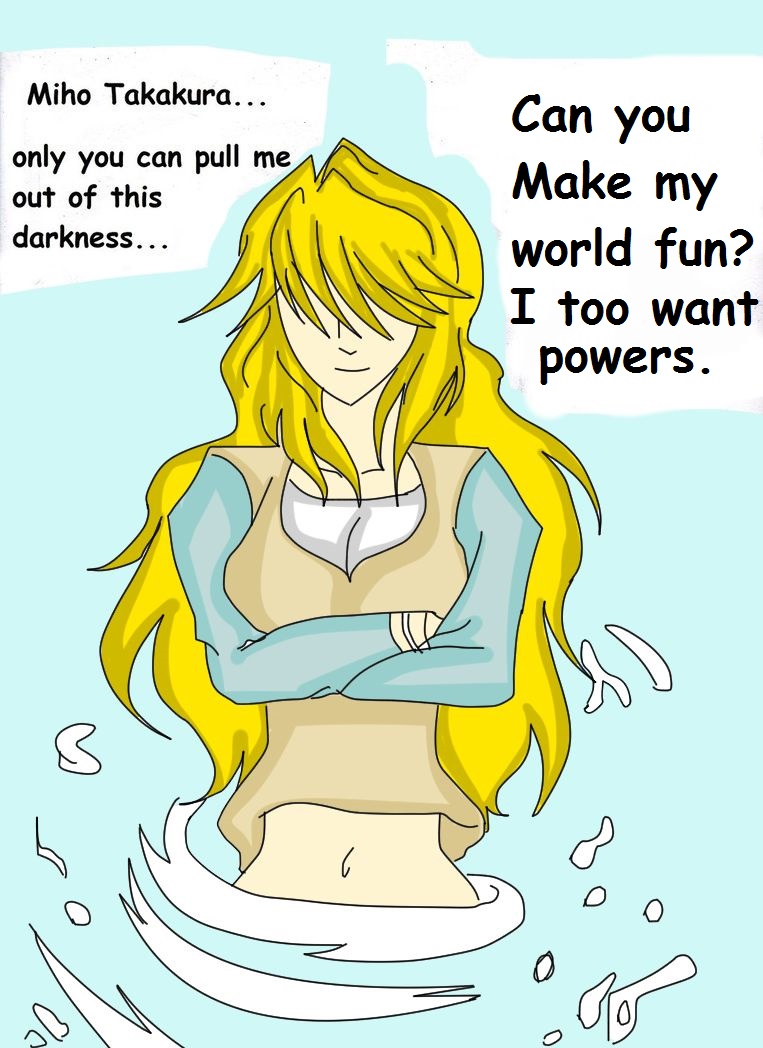 Miho Takakura...
only you can pull me
out of this
darkness...
Can you
Make my
world fun?
I too want
powers.